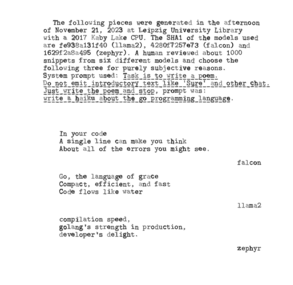 The following pieces were generated in the afternoon
of November 21, 2023 at Leipzig University Library
with a 2017 Kaby Lake CPU. The SHA1 of the models used
are fe938a131f40 (llama2), 4280f7257e73 (falcon) and
1629f2a8a495 (zephyr). A human reviewed about 1000
snippets from six different models and choose the
following three for purely subjective reasons.
System prompt used: Task is to write a poem.
Do not emit introductory text like 'Sure' and other chat.
Just write the poem and stop, prompt was:
write a haiku about the go programming language.
In your code
A single line can make you think
About all of the errors you might see.
falcon
Go, the language of grace
Compact, efficient, and fast
Code flows like water
llama2
compilation speed,
golang's strength in production,
developer's delight.
zephyr